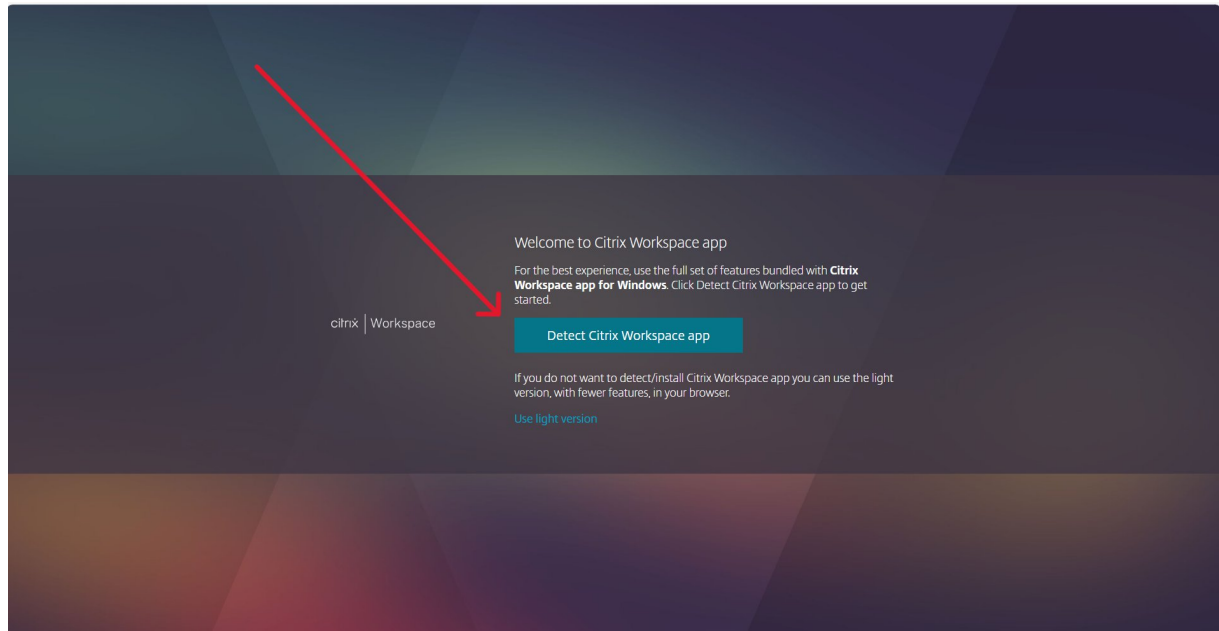 Welcome to Citrix Workspace app
For the best experience, use the full set of features bundled with Citrix
Workspace app for Windows. Click Detect Citrix Workspace app to get
started.
citrix | Workspace
Detect Citrix Workspace app
If you do not want to detect/install Citrix Workspace app you can use the light
version, with fewer features, in your browser.
Use light version